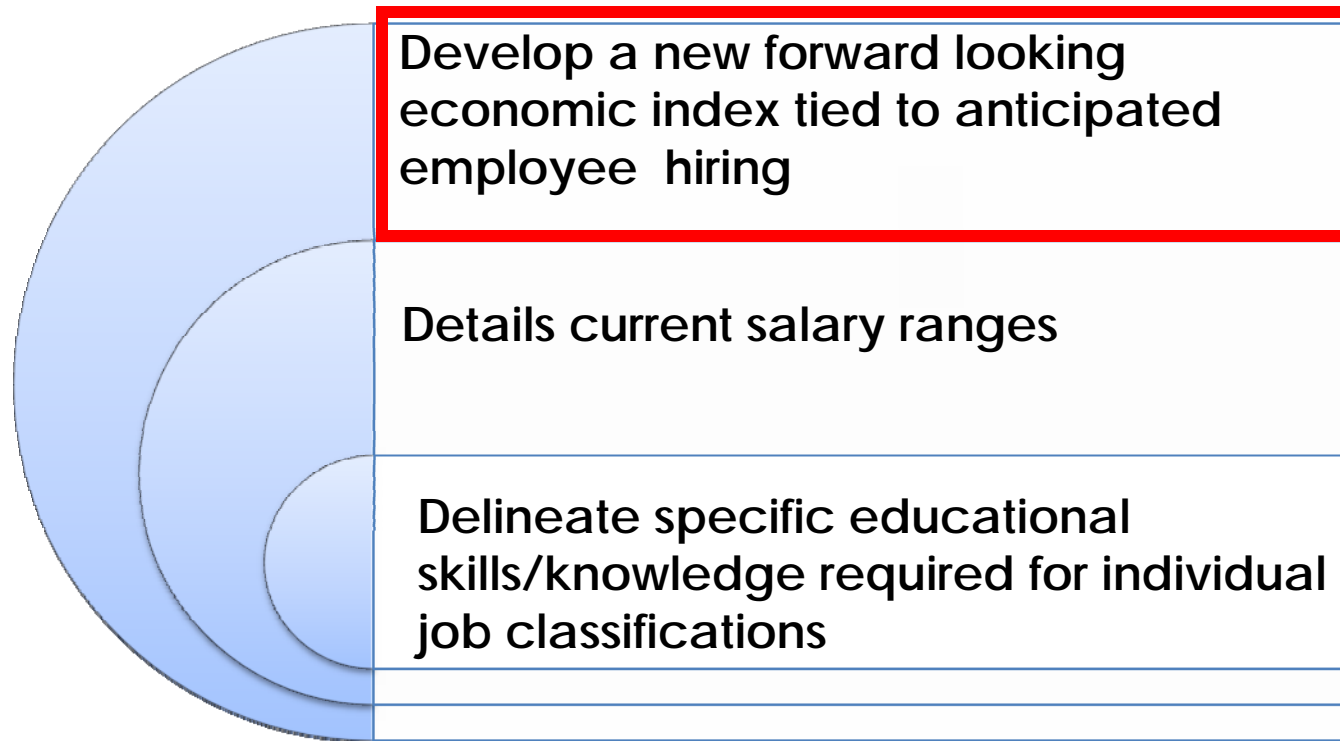 Develop a new forward looking
economic index tied to anticipated
employee hiring
Details current salary ranges
Delineate specific educational
skills/knowledge required for individual
job classifications